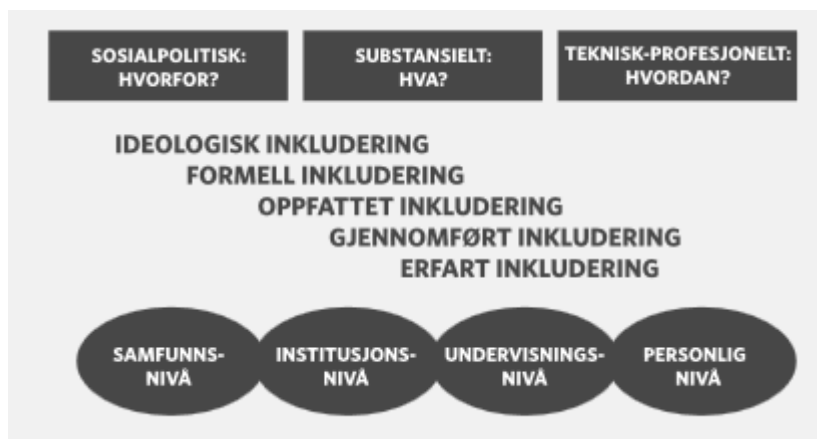 SOSIALPOLITISK:
HVORFOR?
SUBSTANSIELT:
HVA?
TEKNISK-PROFESJONELT:
HVORDAN?
IDEOLOGISK INKLUDERING
FORMELL INKLUDERING
OPPFATTET INKLUDERING
GJENNOMFØRT INKLUDERING
ERFART INKLUDERING
SAMFUNNS-
NIVÅ
INSTITUSJONS-
NIVÅ
UNDERVISNINGS-
NIVÅ
PERSONLIG
NIVÅ